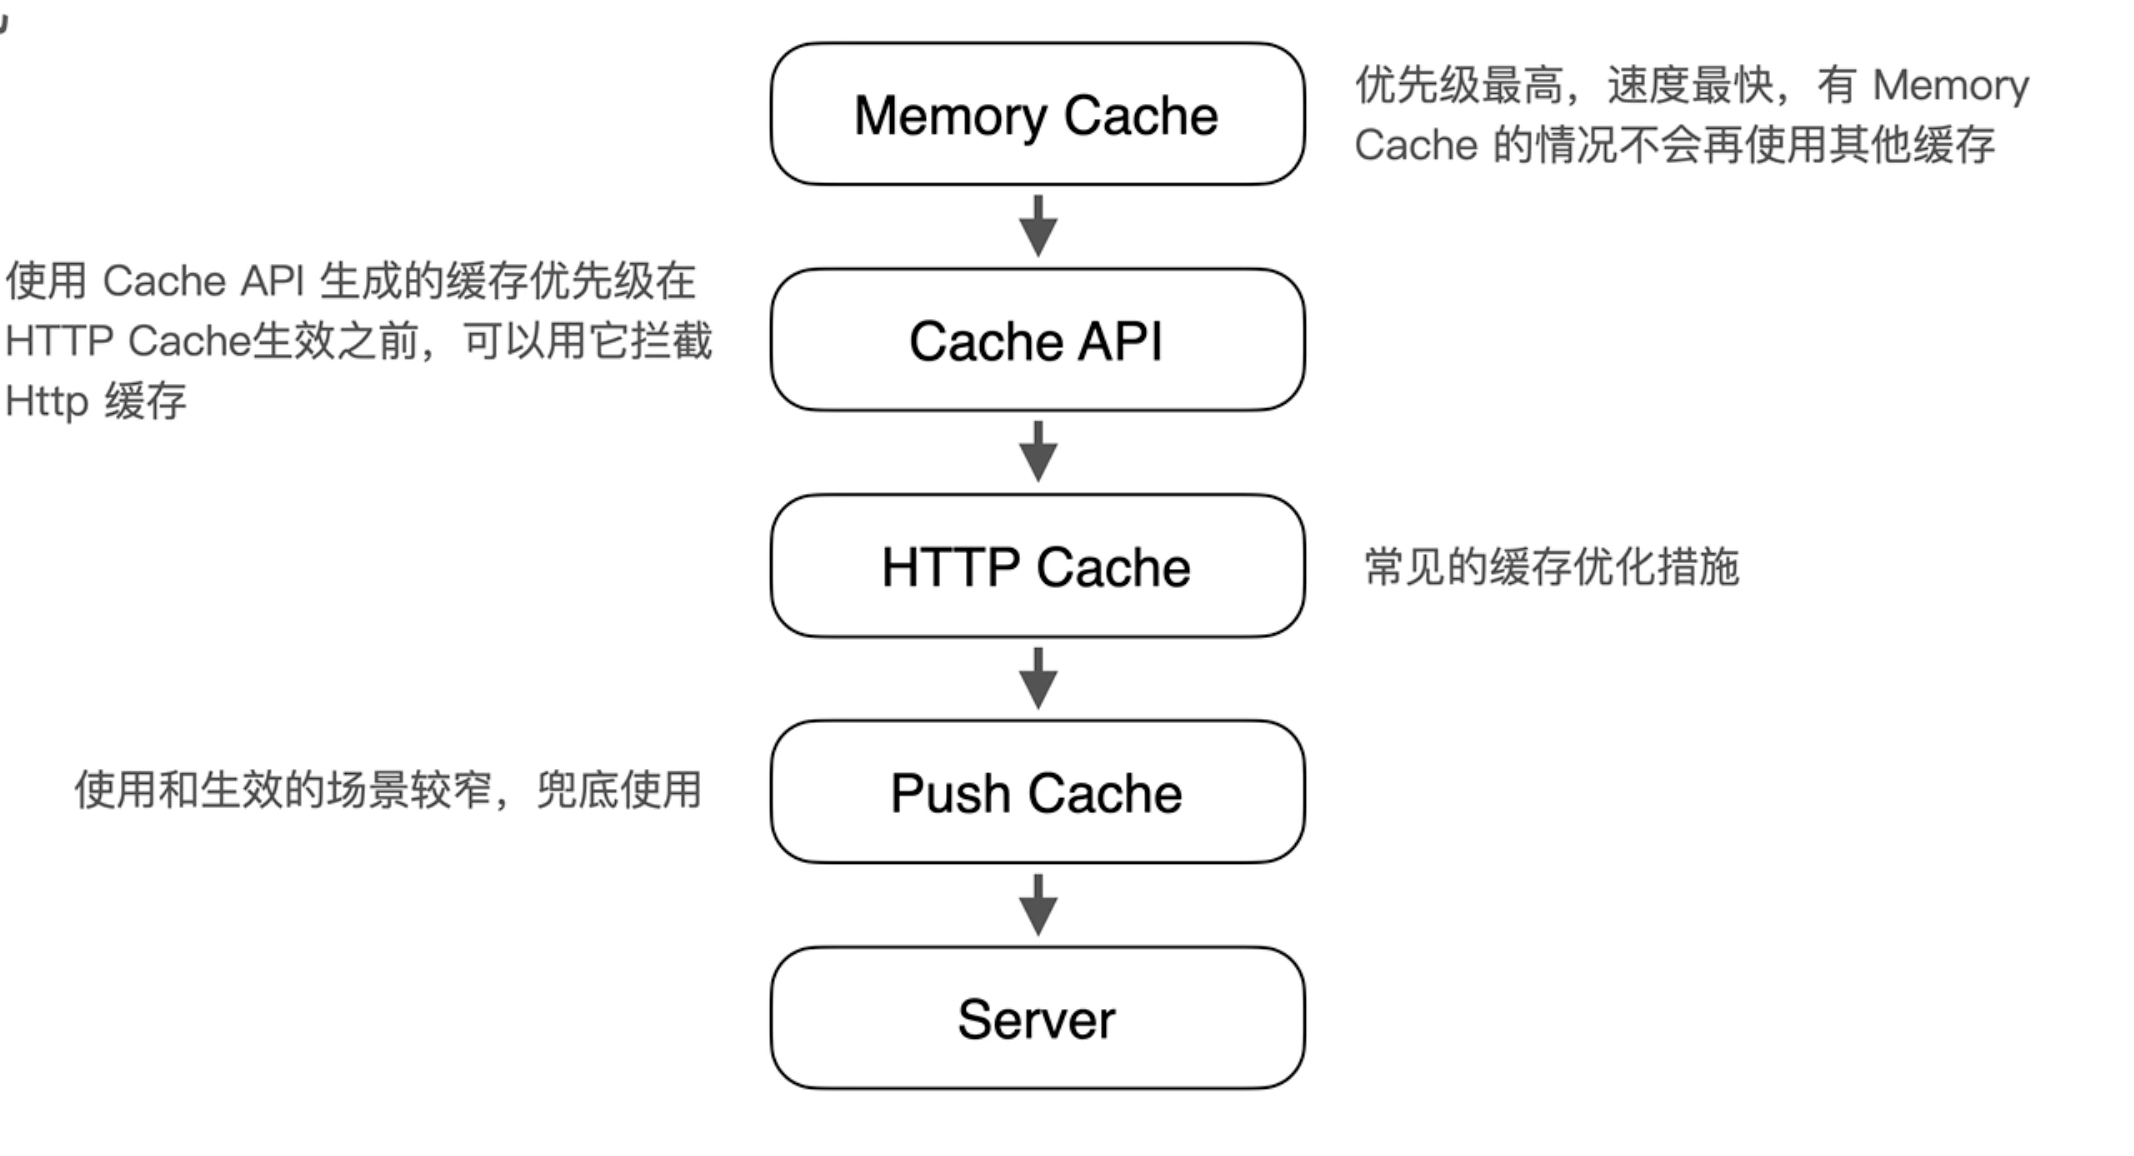 Memory Cache
优先级最高，速度最快，有 Memory
Cache 的情况不会再使用其他缓存
使用 Cache API 生成的缓存优先级在
HTTP Cache生效之前，可以用它拦截
Http 缓存
Cache API
HTTP Cache
常见的缓存优化措施
使用和生效的场景较窄，兜底使用
Push Cache
Server